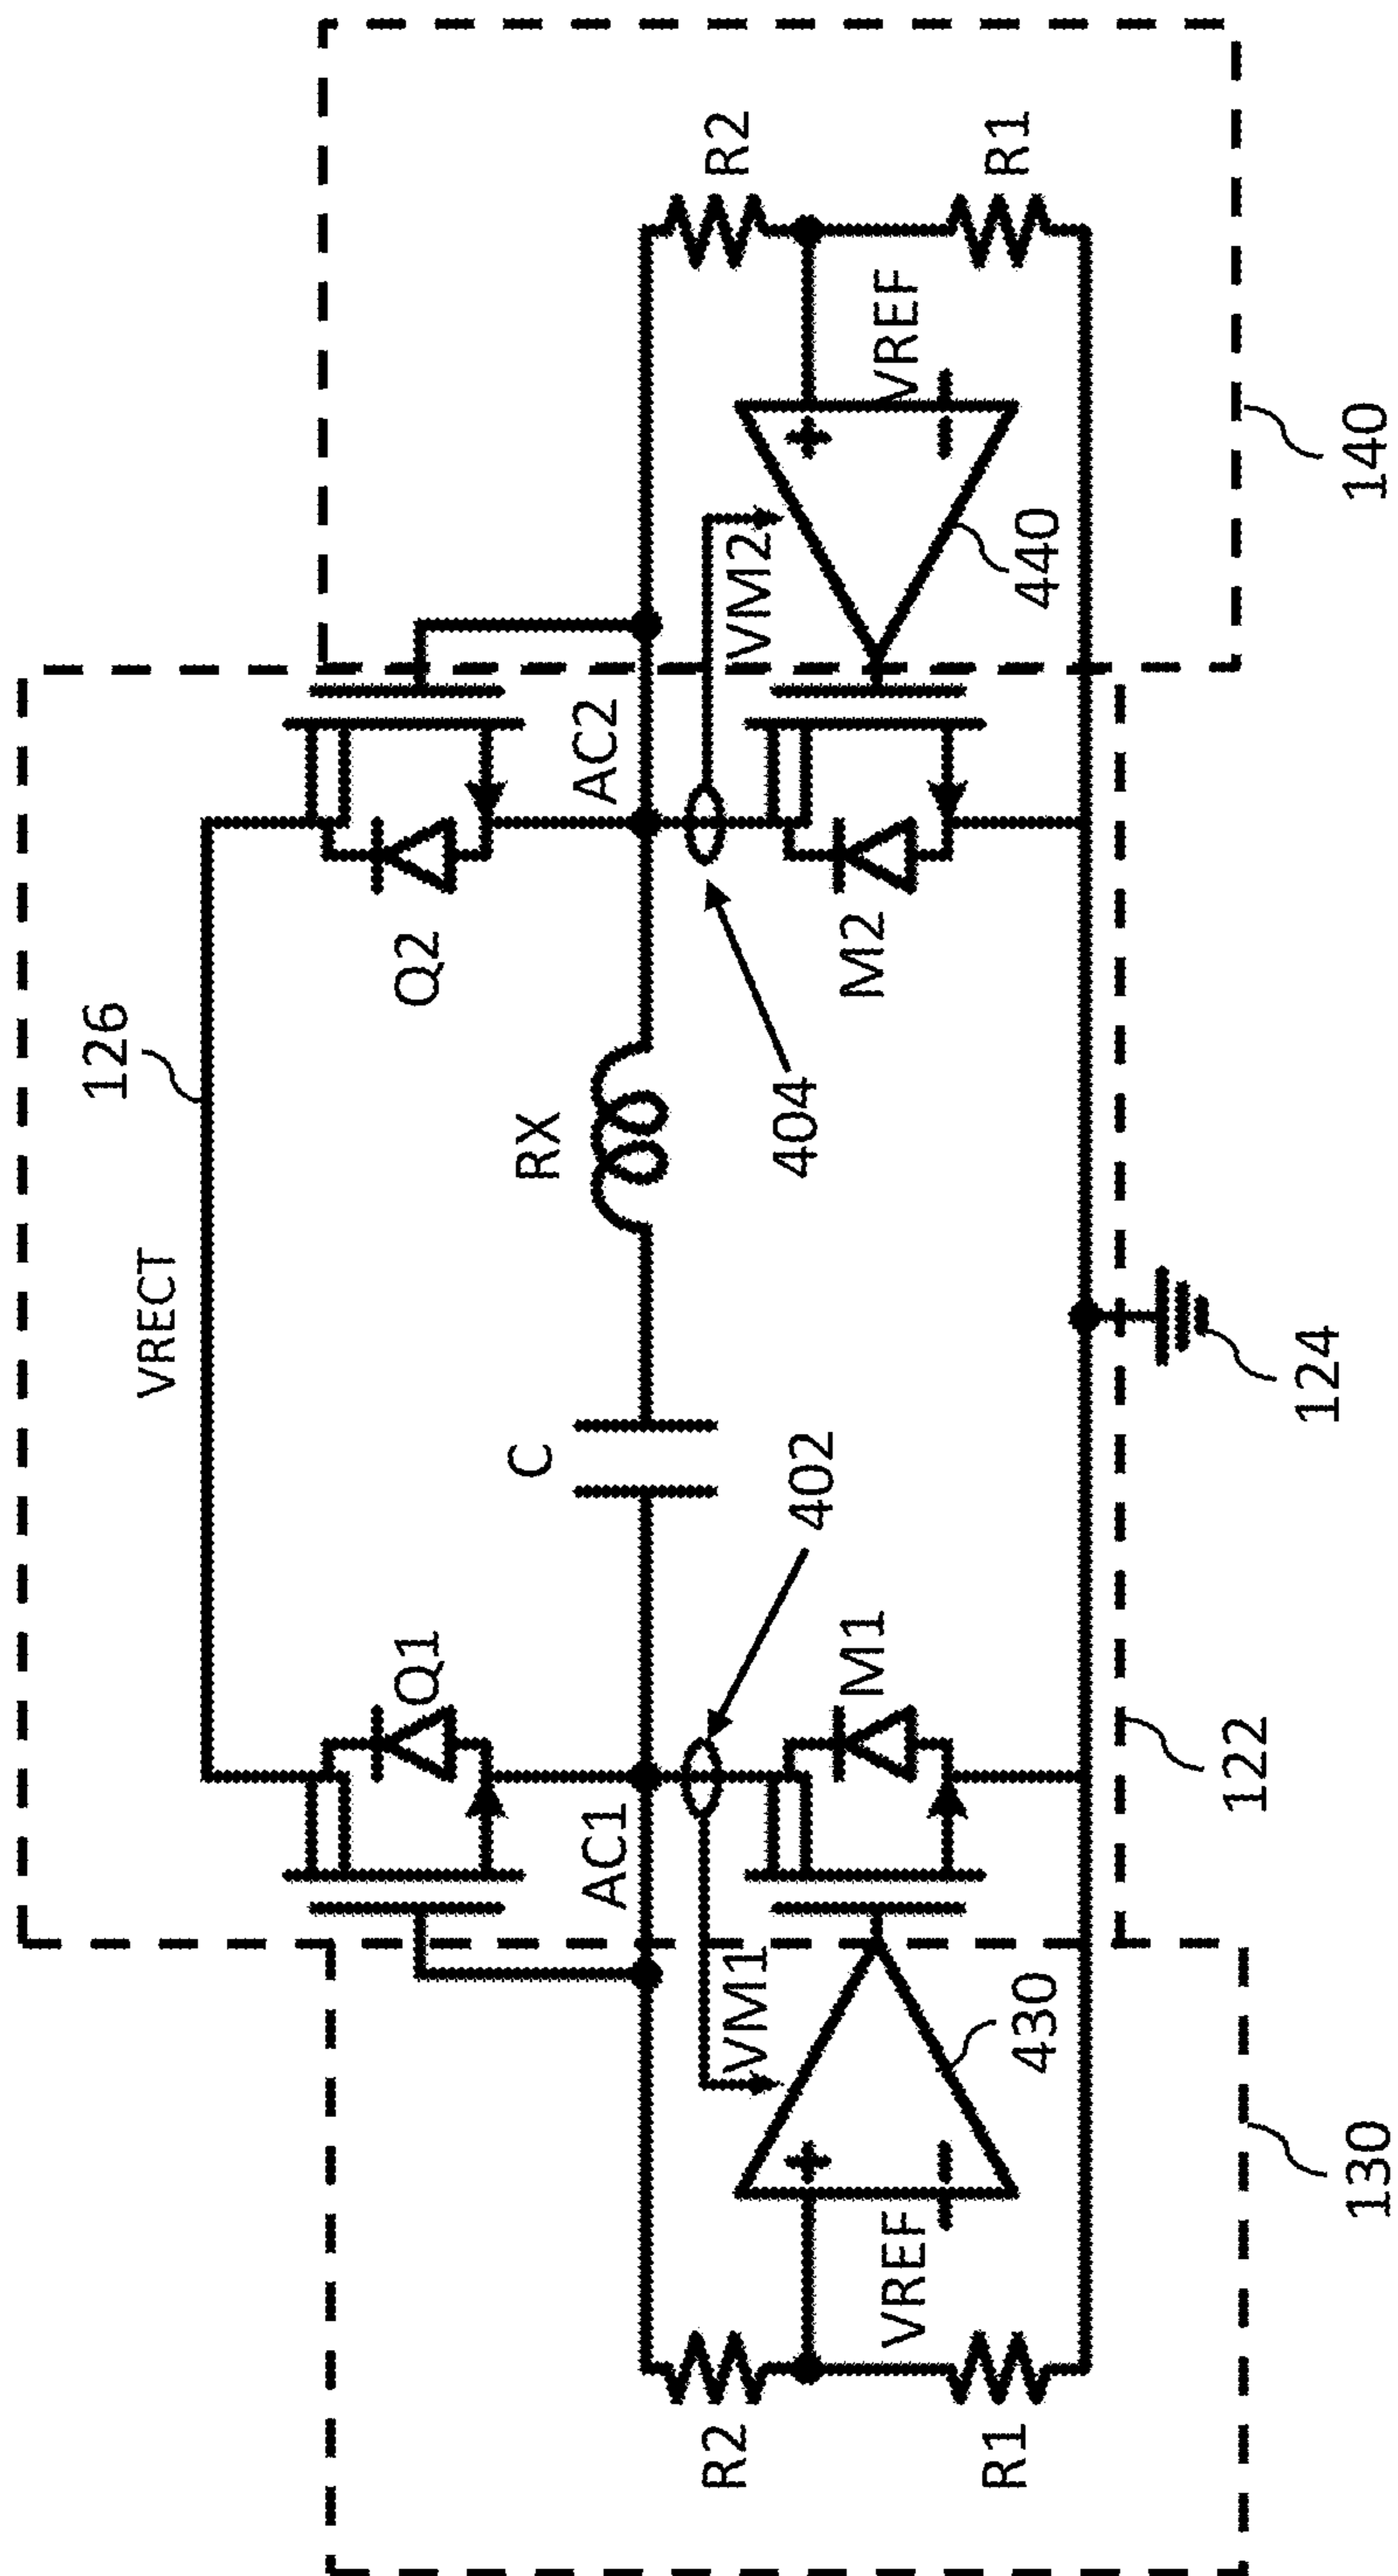 126
VRECT
Q1
Q2
C
RX
AC1
AC2
R2
VM1
402
404
VM2
R2
M1
M2
VREF
VREF
R1
430
440
R1
130
122
124
140